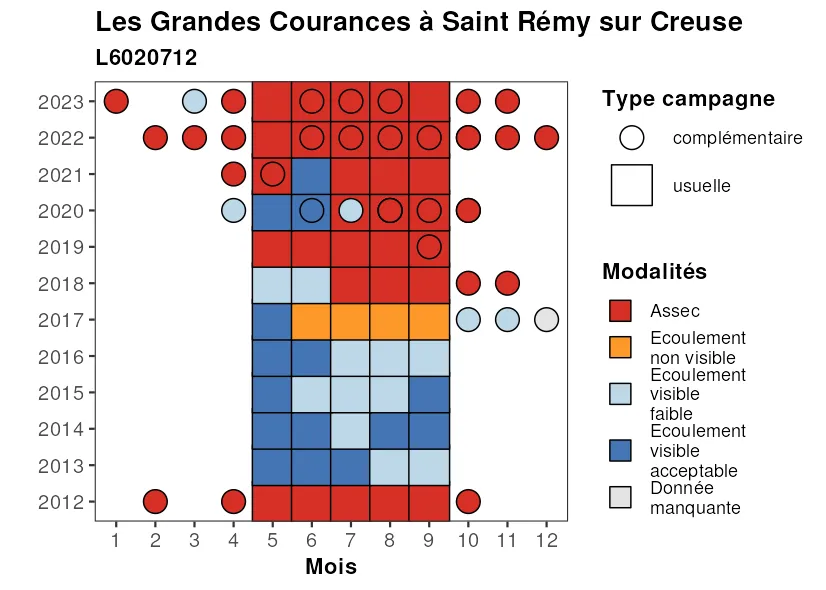 Les Grandes Courances à Saint Rémy sur Creuse
L6020712
2023
2022
2021
2020
2019
2018
2017
2016
2015
2014
2013
2012
1 2 3 4 5 6 7 8 9 10 11 12
Mois
Type campagne
complémentaire
usuelle
Modalités
Assec
Ecoulement
non visible
Ecoulement
visible
faible
Ecoulement
visible
acceptable
Donnée
manquante